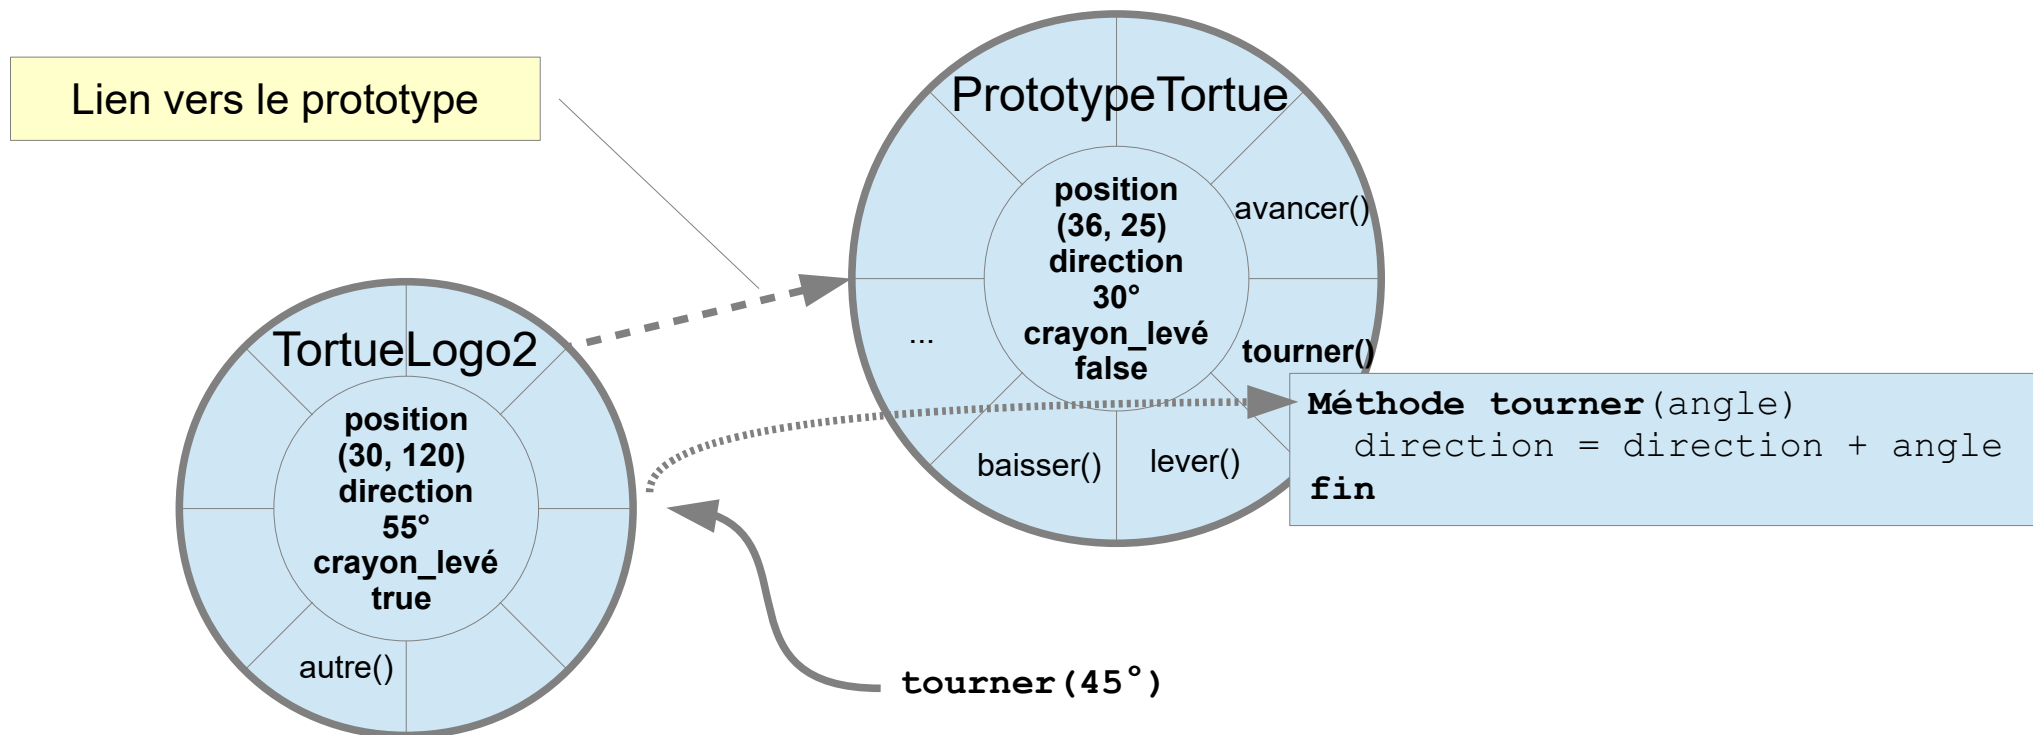 Lien vers le prototype
PrototypeTortue
position
(36, 25)
direction
30°
crayon_levé
false
avancer()
tourner()
lever()
baisser()
...
Méthode tourner(angle)
direction = direction + angle
fin
TortueLogo2
position
(30, 120)
direction
55°
crayon_levé
true
autre()
tourner(45°)